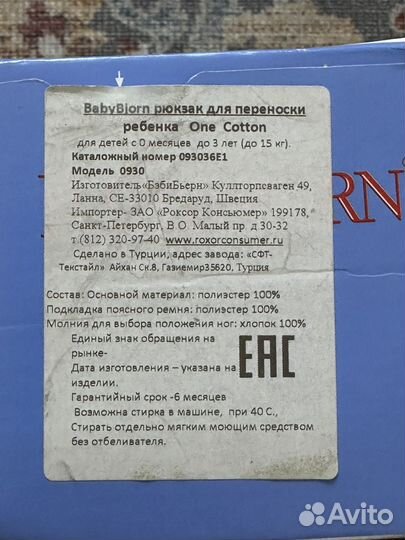 BabyBjorn рюкзак для переноски
ребенка One Cotton
для детей с 0 месяцев до 3 лет (до 15 кг).
Каталожный номер 093036E1
Модель 0930
Изготовитель«БэбиБьерн» Куллторпсваген 49,
Ланна, СЕ-33010 Бредаруд, Швеция
Импортер- ЗАО «Роксор Консьюмер» 199178,
Санкт-Петербург, В.О. Малый пр д.30-32
т(812) 320-97-40 www.roxorconsumer.ru
Сделано в Турции, адрес завода: «СФТ-
Текстайл» Айхан Ск.8, Газиемир35620, Турция
Состав: Основной материал: полиэстер 100%
Подкладка поясного ремня: полиэстер 100%
Молния для выбора положения ног: хлопок 100%
Единый знак обращения на
рынке-
EAC
Дата изготовления – указана на
изделии.
Гарантийный срок -6 месяцев
Возможна стирка в машине, при 40 С.,
Стирать отдельно мягким моющим средством
без отбеливателя.
RN
Avito